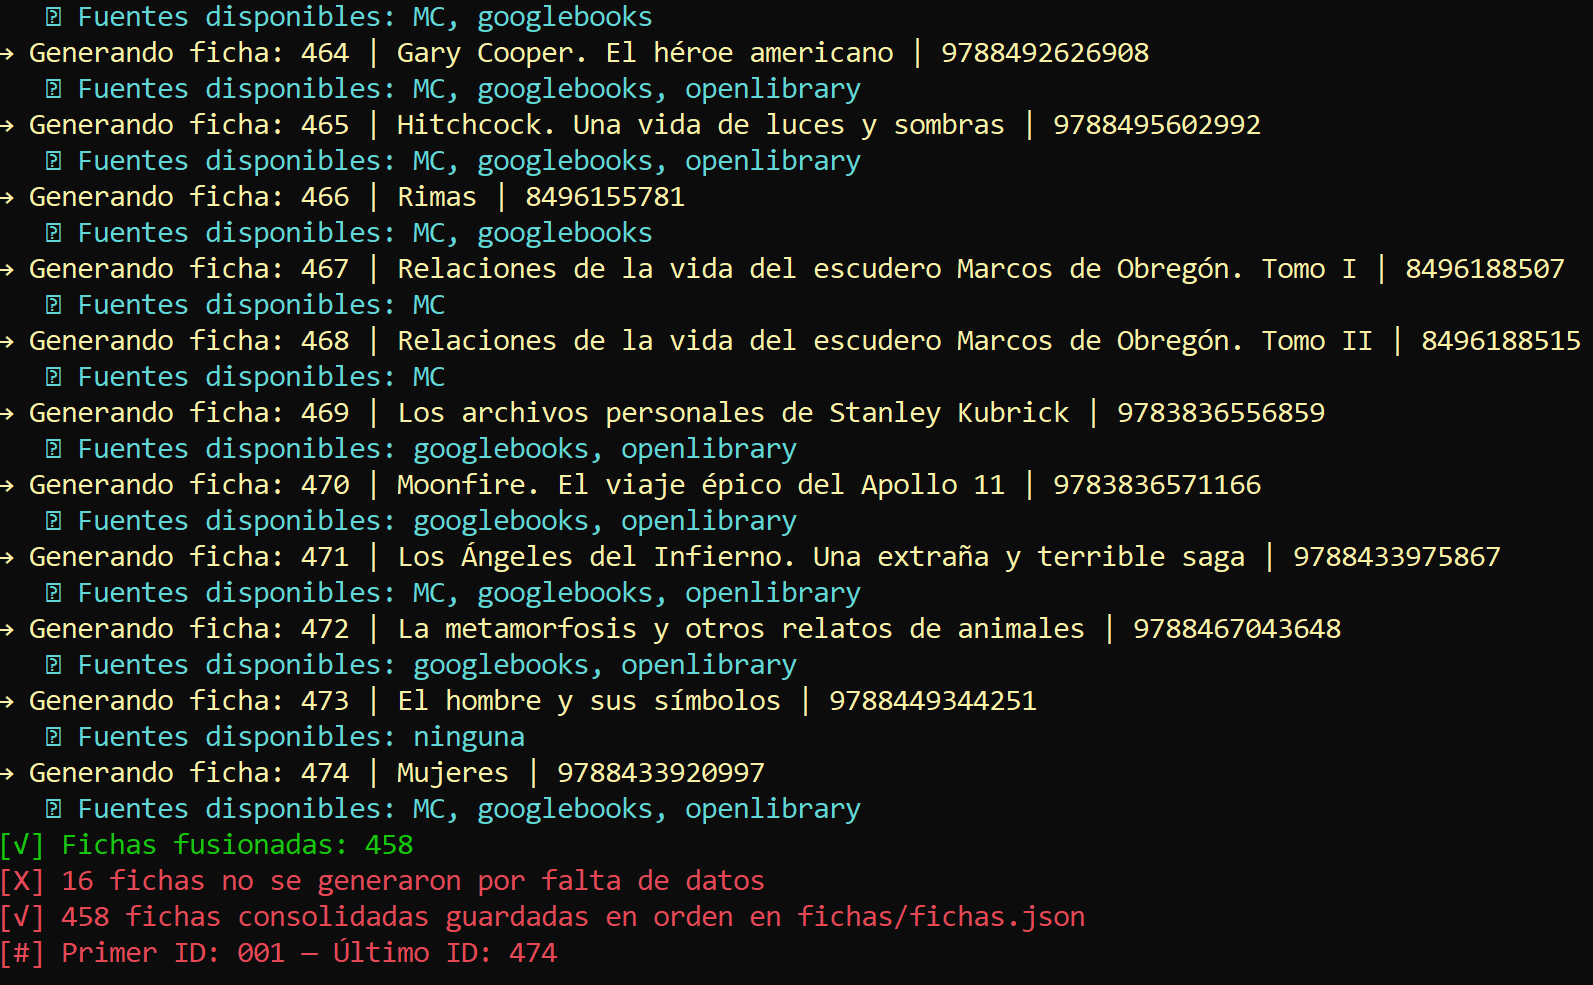 ⍰ Fuentes disponibles: MC, googlebooks
→ Generando ficha: 464 | Gary Cooper. El héroe americano | 9788492626908
⍰ Fuentes disponibles: MC, googlebooks, openlibrary
→ Generando ficha: 465 | Hitchcock. Una vida de luces y sombras | 9788495602992
⍰ Fuentes disponibles: MC, googlebooks, openlibrary
→ Generando ficha: 466 | Rimas | 8496155781
⍰ Fuentes disponibles: MC, googlebooks
→ Generando ficha: 467 | Relaciones de la vida del escudero Marcos de Obregón. Tomo I | 8496188507
⍰ Fuentes disponibles: MC
→ Generando ficha: 468 | Relaciones de la vida del escudero Marcos de Obregón. Tomo II | 8496188515
⍰ Fuentes disponibles: MC
→ Generando ficha: 469 | Los archivos personales de Stanley Kubrick | 9783836556859
⍰ Fuentes disponibles: googlebooks, openlibrary
→ Generando ficha: 470 | Moonfire. El viaje épico del Apollo 11 | 9783836571166
⍰ Fuentes disponibles: googlebooks, openlibrary
→ Generando ficha: 471 | Los Ángeles del Infierno. Una extraña y terrible saga | 9788433975867
⍰ Fuentes disponibles: MC, googlebooks, openlibrary
→ Generando ficha: 472 | La metamorfosis y otros relatos de animales | 9788467043648
⍰ Fuentes disponibles: googlebooks, openlibrary
→ Generando ficha: 473 | El hombre y sus símbolos | 9788449344251
⍰ Fuentes disponibles: ninguna
→ Generando ficha: 474 | Mujeres | 9788433920997
⍰ Fuentes disponibles: MC, googlebooks, openlibrary
[√] Fichas fusionadas: 458
[X] 16 fichas no se generaron por falta de datos
[√] 458 fichas consolidadas guardadas en orden en fichas/fichas.json
[#] Primer ID: 001 — Último ID: 474